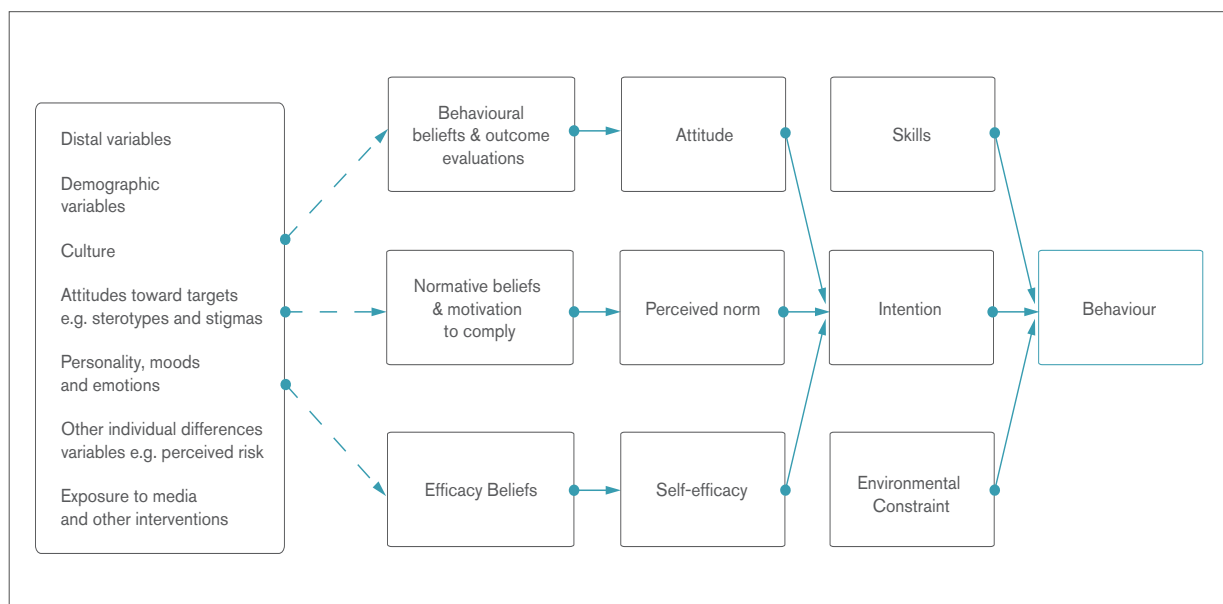 Distal variables
Demographic
variables
Culture
Attitudes toward targets
e.g. sterotypes and stigmas
Personality, moods
and emotions
Other individual differences
variables e.g. perceived risk
Exposure to media
and other interventions
Behavioural
beliefts & outcome
evaluations
Attitude
Skills
Normative beliefs
& motivation
to comply
Perceived norm
Intention
Behaviour
Efficacy Beliefs
Self-efficacy
Environmental
Constraint